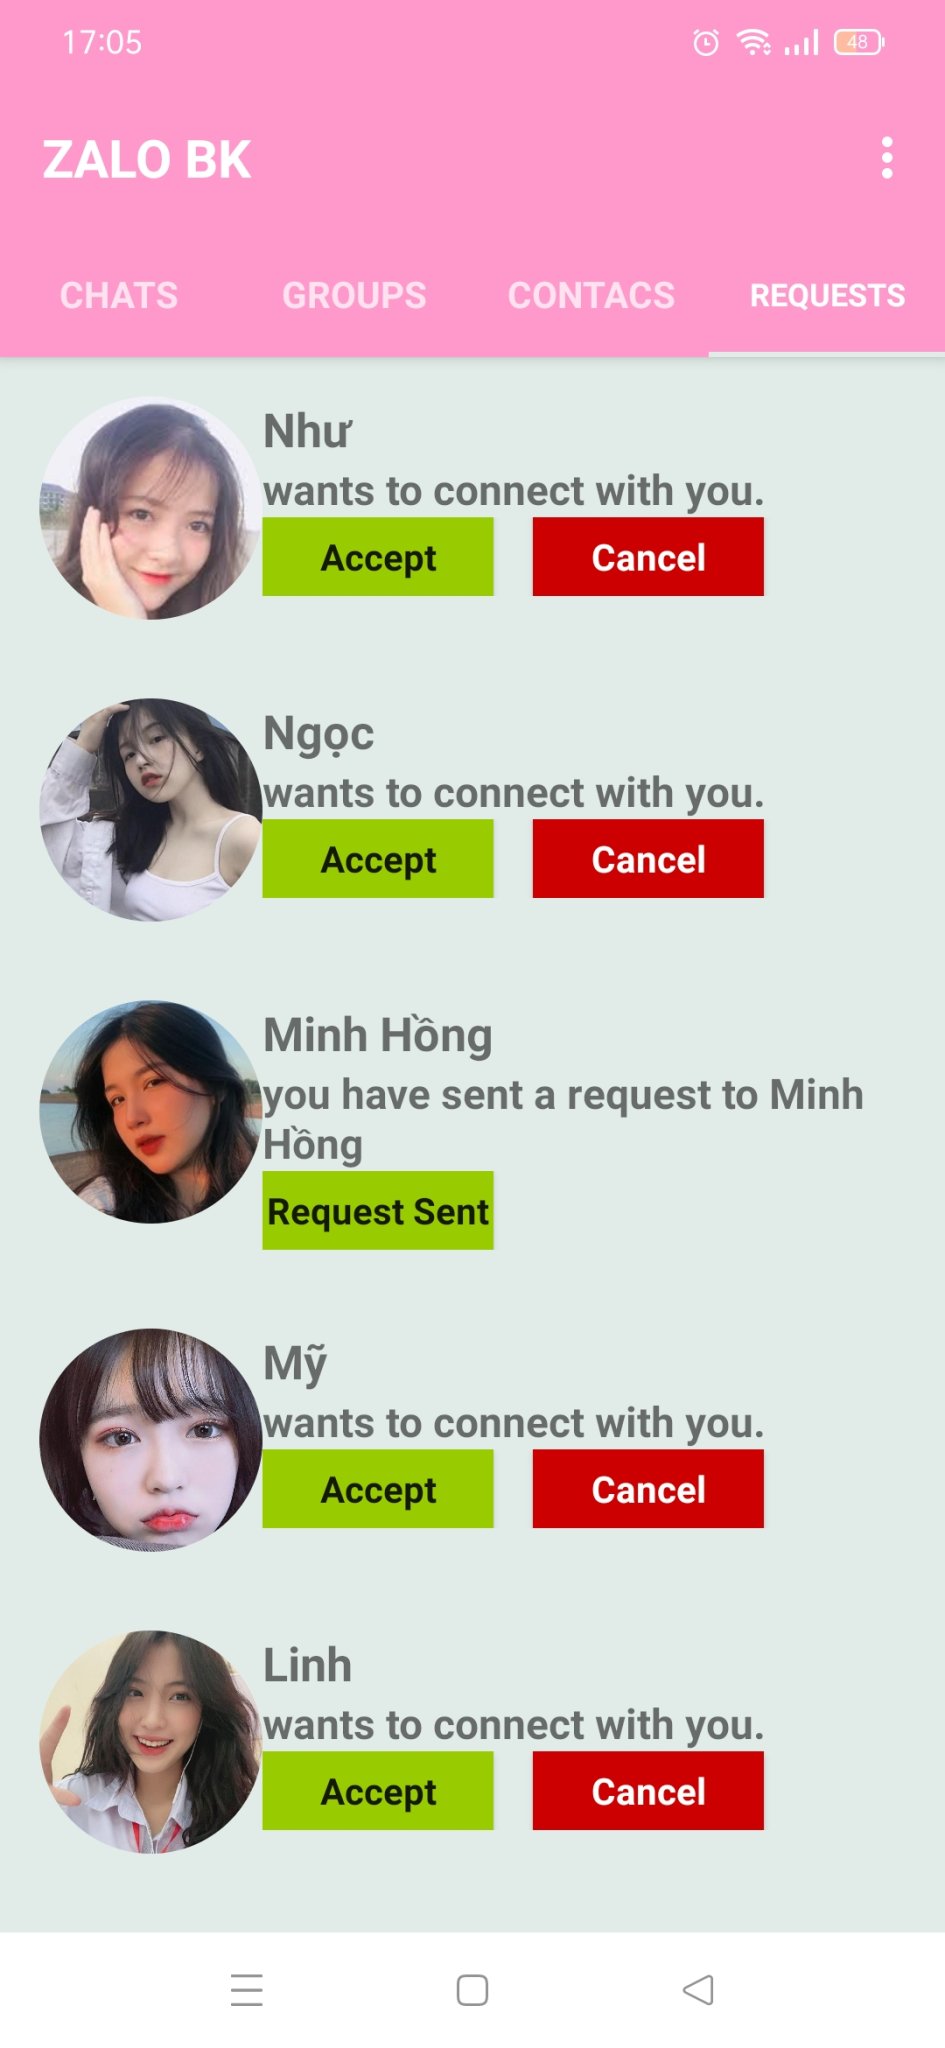 17:05
48
ZALO BK
CHATS GROUPS CONTACS REQUESTS
Như
wants to connect with you.
Accept Cancel
Ngọc
wants to connect with you.
Accept Cancel
Minh Hồng
you have sent a request to Minh
Hồng
Request Sent
Mỹ
wants to connect with you.
Accept Cancel
Linh
wants to connect with you.
Accept Cancel